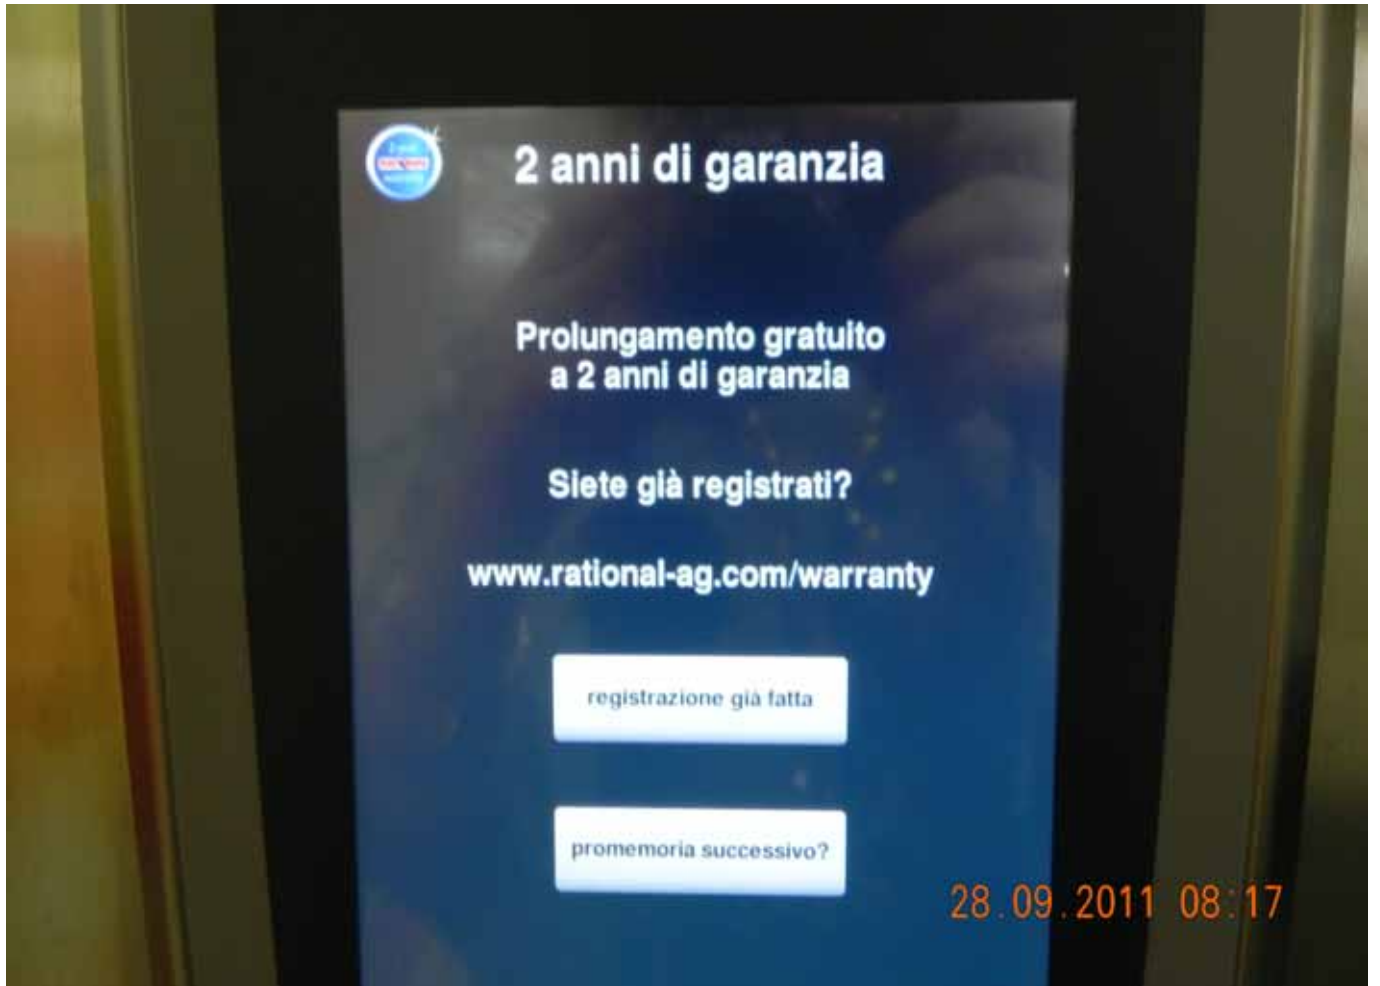 2 anni di garanzia
Prolungamento gratuito
a 2 anni di garanzia
Siete già registrati?
www.rational-ag.com/warranty
registrazione già fatta
promemoria successivo?
28.09.2011 08:17